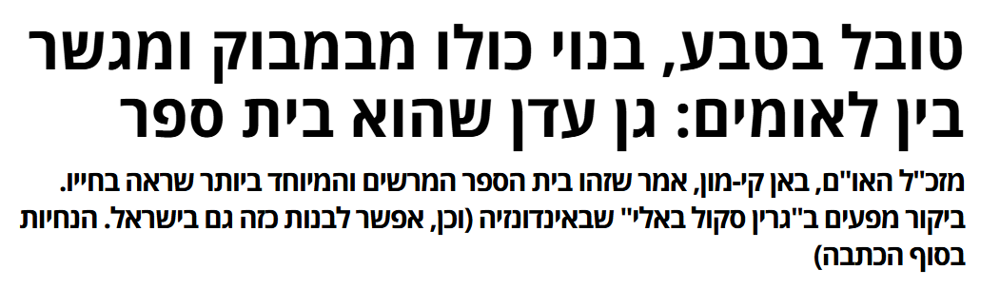 טובל בטבע, בנוי כולו מבמבוק ומגשר
בין לאומים: גן עדן שהוא בית ספר
מזכ"ל האו"ם, באן קי-מון, אמר שזהו בית הספר המרשים והמיוחד ביותר שראה בחייו.
ביקור מפעים ב"גרין סקול באלי" שבאינדונזיה (וכן, אפשר לבנות כזה גם בישראל. הנחיות
בסוף הכתבה)